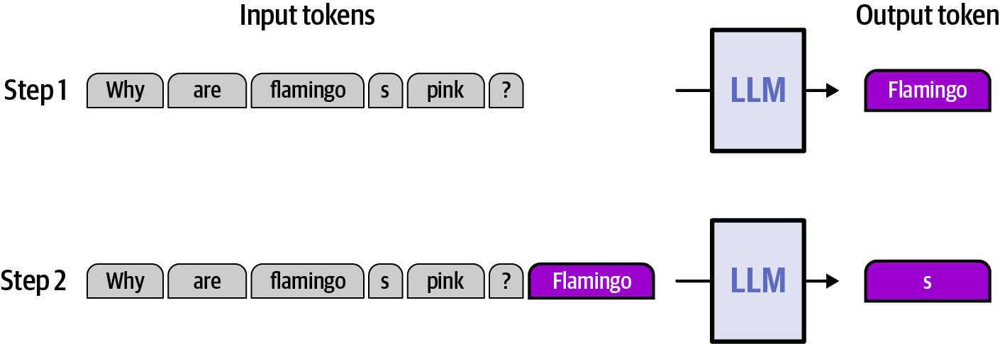 Input tokens Output token
Step 1 Why are flamingo s pink ? LLM Flamingo
Step 2 Why are flamingo s pink ? Flamingo LLM s